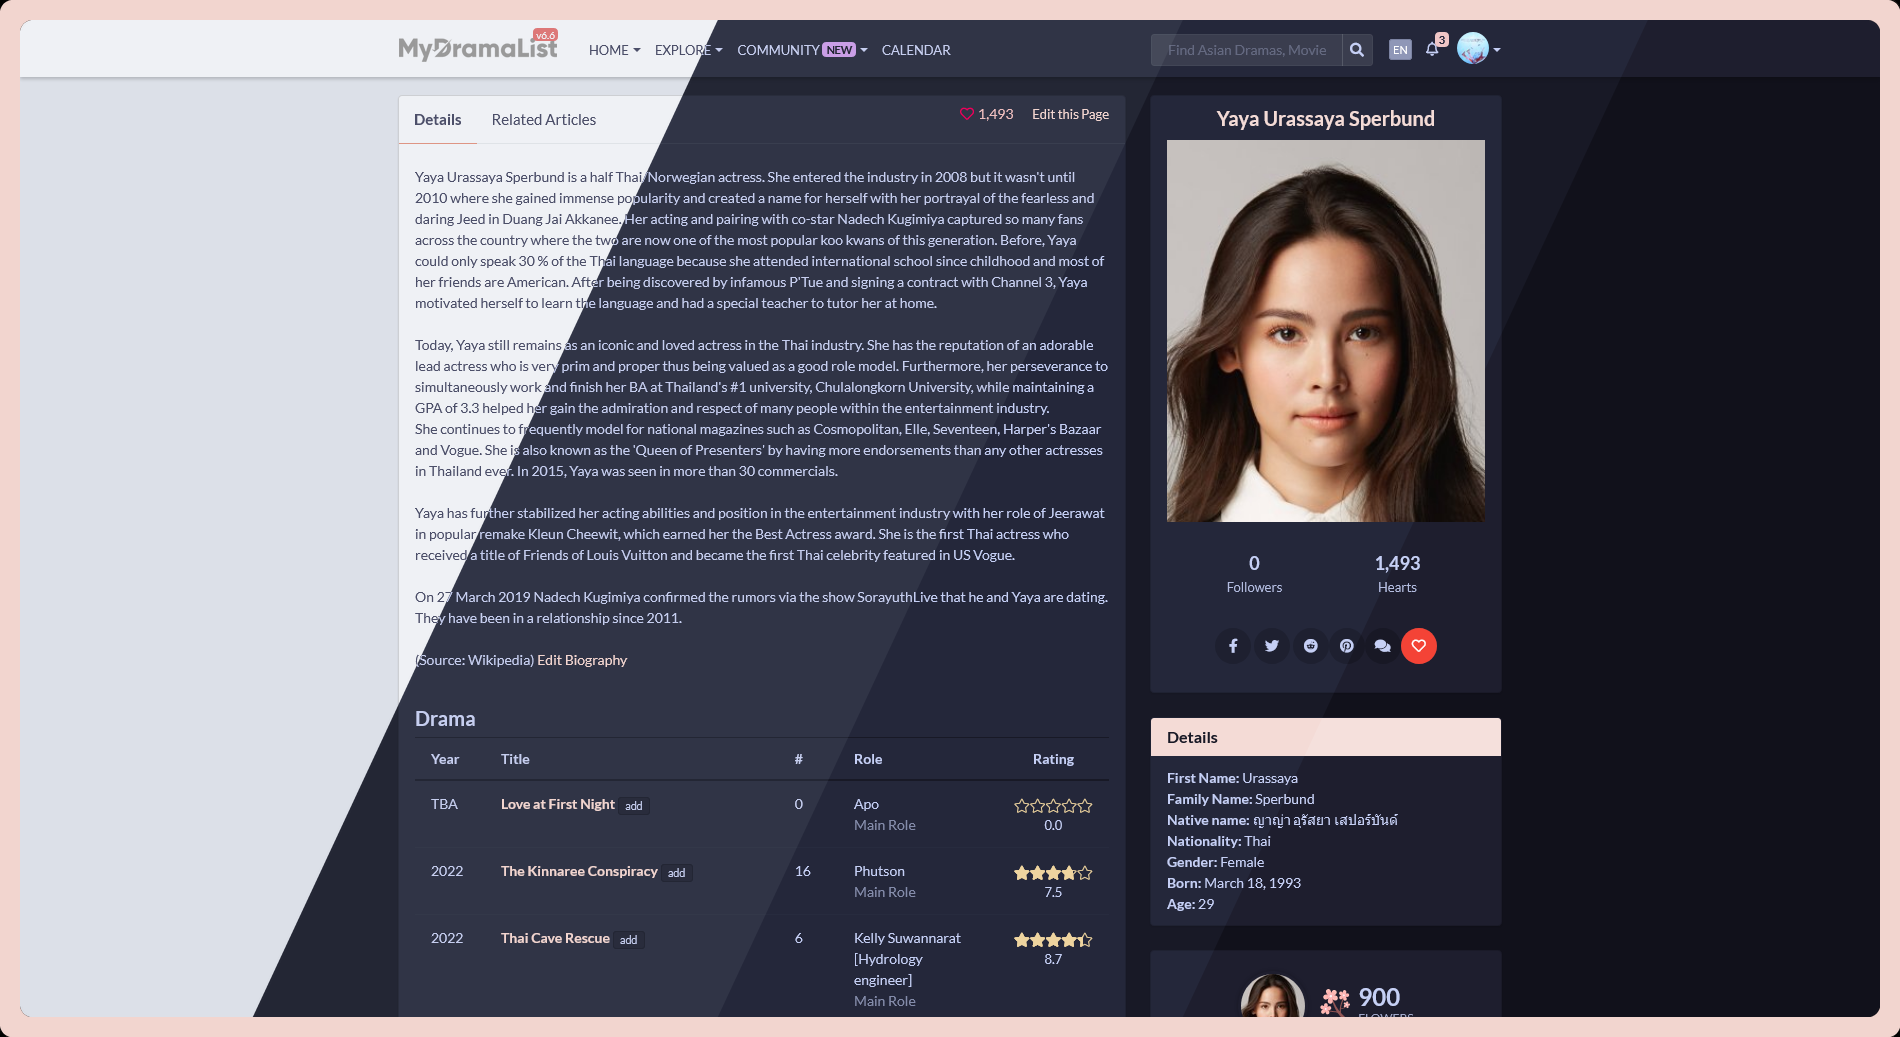 MyDramaList
v6.6
HOME
EXPLORE
COMMUNITY NEW
CALENDAR
Find Asian Dramas, Movie
EN
3
Details
Related Articles
1,493
Edit this Page
Yaya Urassaya Sperbund is a half Thai/Norwegian actress. She entered the industry in 2008 but it wasn't until
2010 where she gained immense popularity and created a name for herself with her portrayal of the fearless and
daring Jeed in Duang Jai Akkanee. Her acting and pairing with co-star Nadech Kugimiya captured so many fans
across the country where the two are now one of the most popular koo kwans of this generation. Before, Yaya
could only speak 30 % of the Thai language because she attended international school since childhood and most of
her friends are American. After being discovered by infamous P'Tue and signing a contract with Channel 3, Yaya
motivated herself to learn the language and had a special teacher to tutor her at home.
Today, Yaya still remains as an iconic and loved actress in the Thai industry. She has the reputation of an adorable
lead actress who is very prim and proper thus being valued as a good role model. Furthermore, her perseverance to
simultaneously work and finish her BA at Thailand's #1 university, Chulalongkorn University, while maintaining a
GPA of 3.3 helped her gain the admiration and respect of many people within the entertainment industry.
She continues to frequently model for national magazines such as Cosmopolitan, Elle, Seventeen, Harper's Bazaar
and Vogue. She is also known as the 'Queen of Presenters' by having more endorsements than any other actresses
in Thailand ever. In 2015, Yaya was seen in more than 30 commercials.
Yaya has further stabilized her acting abilities and position in the entertainment industry with her role of Jeerawat
in popular remake Kleun Cheewit, which earned her the Best Actress award. She is the first Thai actress who
received a title of Friends of Louis Vuitton and became the first Thai celebrity featured in US Vogue.
On 27 March 2019 Nadech Kugimiya confirmed the rumors via the show SorayuthLive that he and Yaya are dating.
They have been in a relationship since 2011.
(Source: Wikipedia) Edit Biography
Drama
Year Title # Role Rating
TBA Love at First Night add 0 Apo
Main Role 0.0
2022 The Kinnaree Conspiracy add 16 Phutson
Main Role 7.5
2022 Thai Cave Rescue add 6 Kelly Suwannarat
[Hydrology 8.7
engineer]
Main Role
Yaya Urassaya Sperbund
0 1,493
Followers Hearts
Details
First Name: Urassaya
Family Name: Sperbund
Native name: ญาญ่า อุรัสยา เสปอร์บันด์
Nationality: Thai
Gender: Female
Born: March 18, 1993
Age: 29
900
FLOWERS